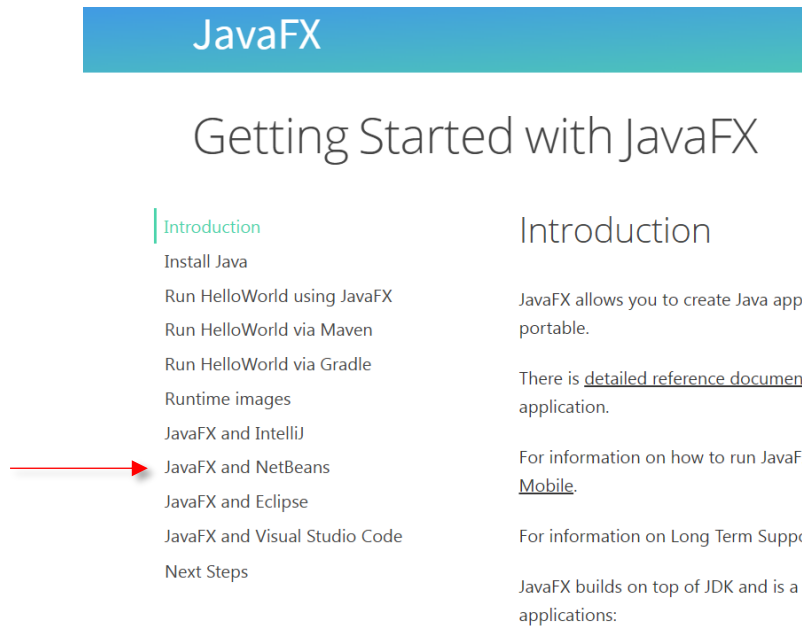 JavaFX
Getting Started with JavaFX
Introduction
Install Java
Run HelloWorld using JavaFX
Run HelloWorld via Maven
Run HelloWorld via Gradle
Runtime images
JavaFX and IntelliJ
JavaFX and NetBeans
JavaFX and Eclipse
JavaFX and Visual Studio Code
Next Steps
Introduction
JavaFX allows you to create Java app
portable.
There is detailed reference documen
application.
For information on how to run JavaF
Mobile.
For information on Long Term Supp
JavaFX builds on top of JDK and is a
applications: